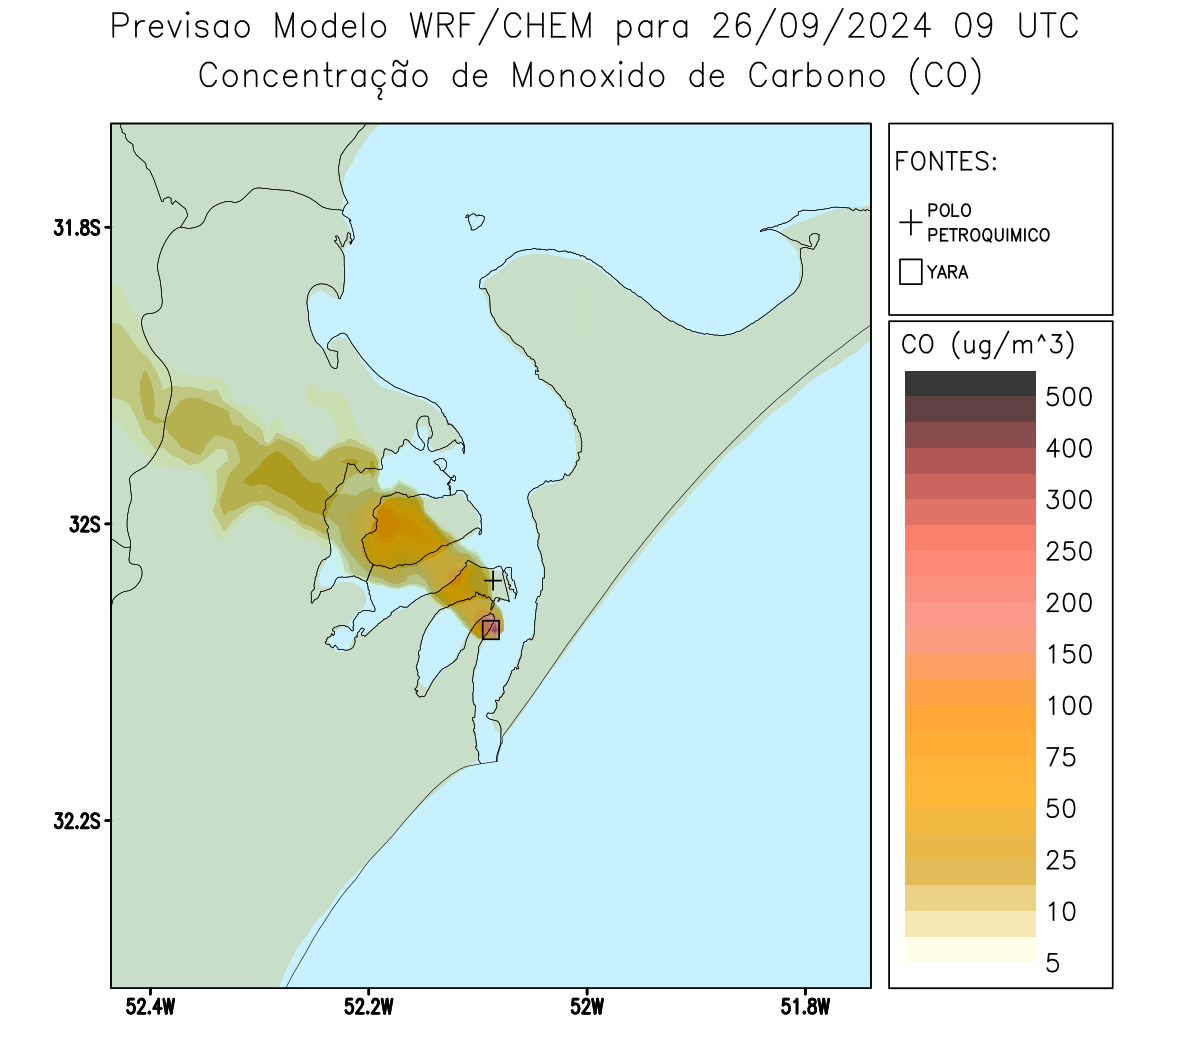 Previsao Modelo WRF/CHEM para 26/09/2024 09 UTC
Concentração de Monoxido de Carbono (CO)
FONTES:
POLO
PETROQUIMICO
YARA
CO (ug/m^3)
500
400
300
250
200
150
100
75
50
25
10
5
31.8S
32S
32.2S
52.4W
52.2W
52W
51.8W